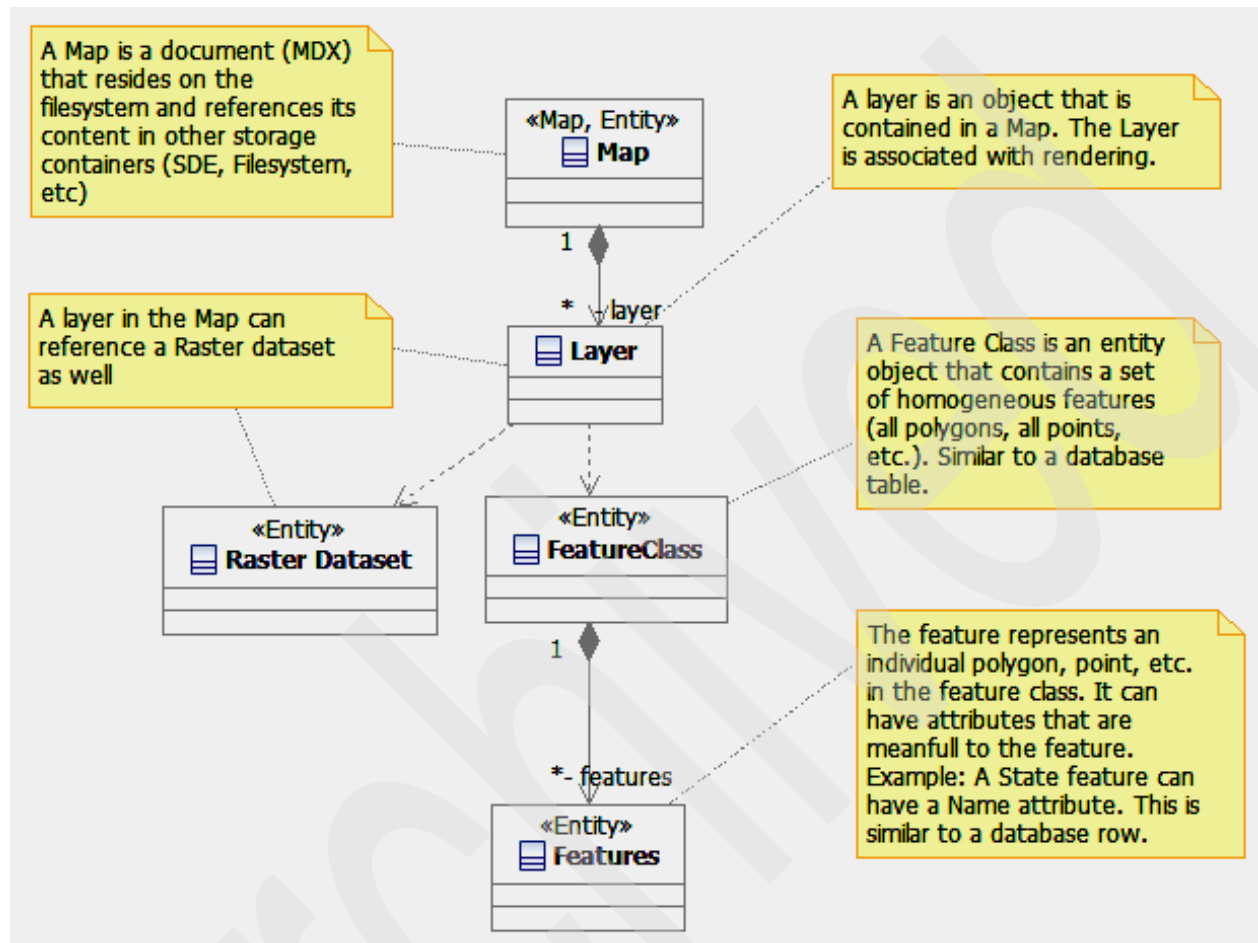 A Map is a document (MDX)
that resides on the
filesystem and references its
content in other storage
containers (SDE, Filesystem,
etc)
«Map, Entity»
Map
A layer is an object that is
contained in a Map. The Layer
is associated with rendering.
1
* - layer
A layer in the Map can
reference a Raster dataset
as well
Layer
A Feature Class is an entity
object that contains a set
of homogeneous features
(all polygons, all points,
etc.). Similar to a database
table.
«Entity»
Raster Dataset
«Entity»
FeatureClass
1
The feature represents an
individual polygon, point, etc.
in the feature class. It can
have attributes that are
meanfull to the feature.
Example: A State feature can
have a Name attribute. This is
similar to a database row.
*- features
«Entity»
Features